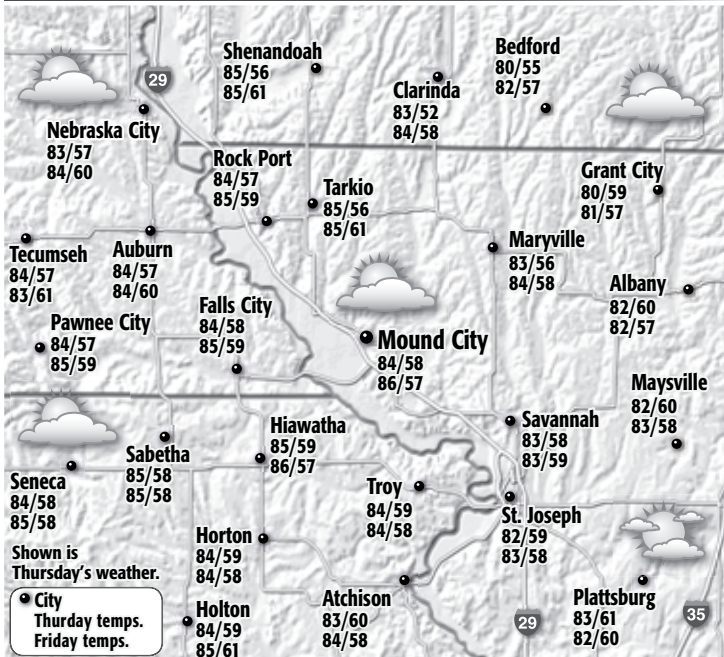 Shenandoah
85/56
85/61
Bedford
80/55
82/57
29
Clarinda
83/52
84/58
Nebraska City
83/57
84/60
Rock Port
84/57
85/59
Tarkio
85/56
85/61
Grant City
80/59
81/57
Tecumseh
84/57
83/61
Auburn
84/57
84/60
Maryville
83/56
84/58
Albany
82/60
82/57
Falls City
84/58
85/59
Pawnee City
84/57
85/59
Mound City
84/58
86/57
Maysville
82/60
83/58
Hiawatha
85/59
86/57
Savannah
83/58
83/59
Sabetha
85/58
85/58
Seneca
84/58
85/58
Troy
84/59
84/58
St. Joseph
82/59
83/58
Horton
84/59
84/58
Shown is
Thursday's weather.
City
Thurday temps.
Friday temps.
Holton
84/59
85/61
Atchison
83/60
84/58
29
Plattsburg
83/61
82/60
35